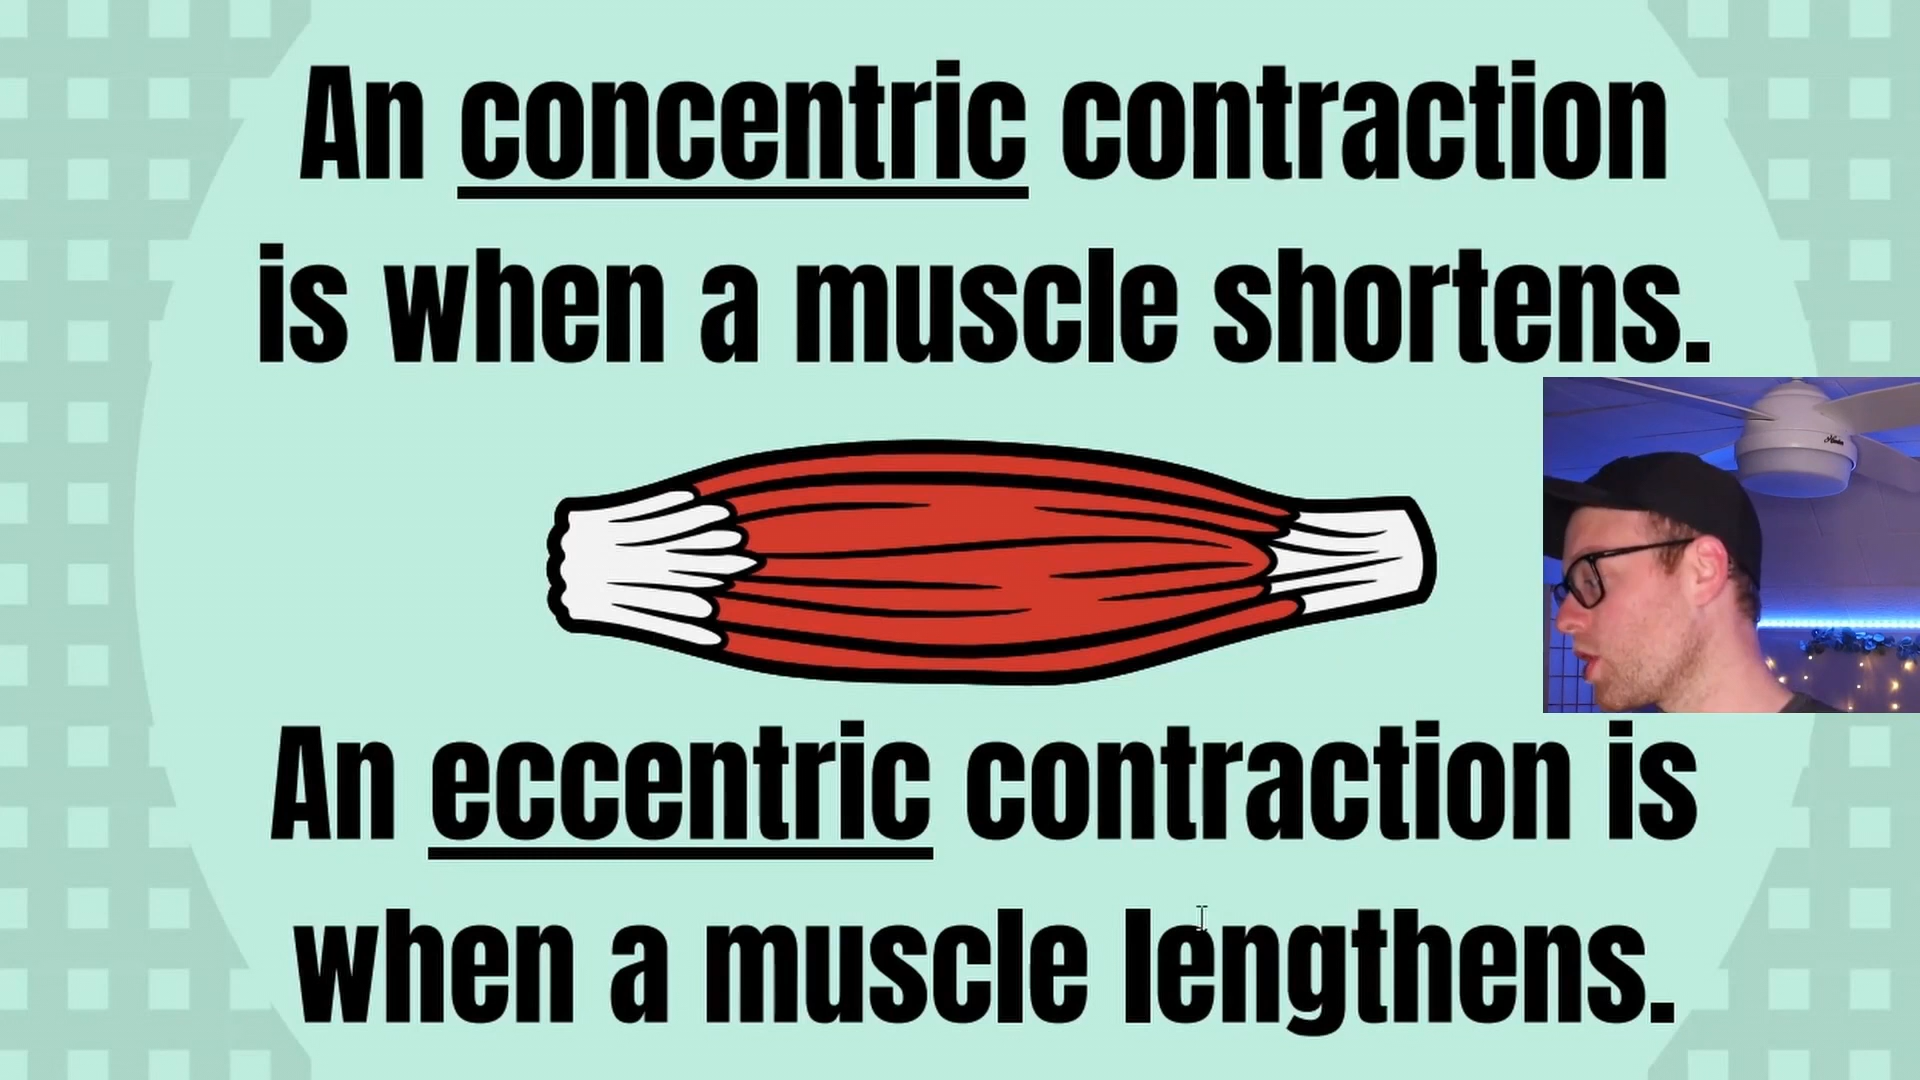 An concentric contraction
is when a muscle shortens.
An eccentric contraction is
when a muscle lengthens.